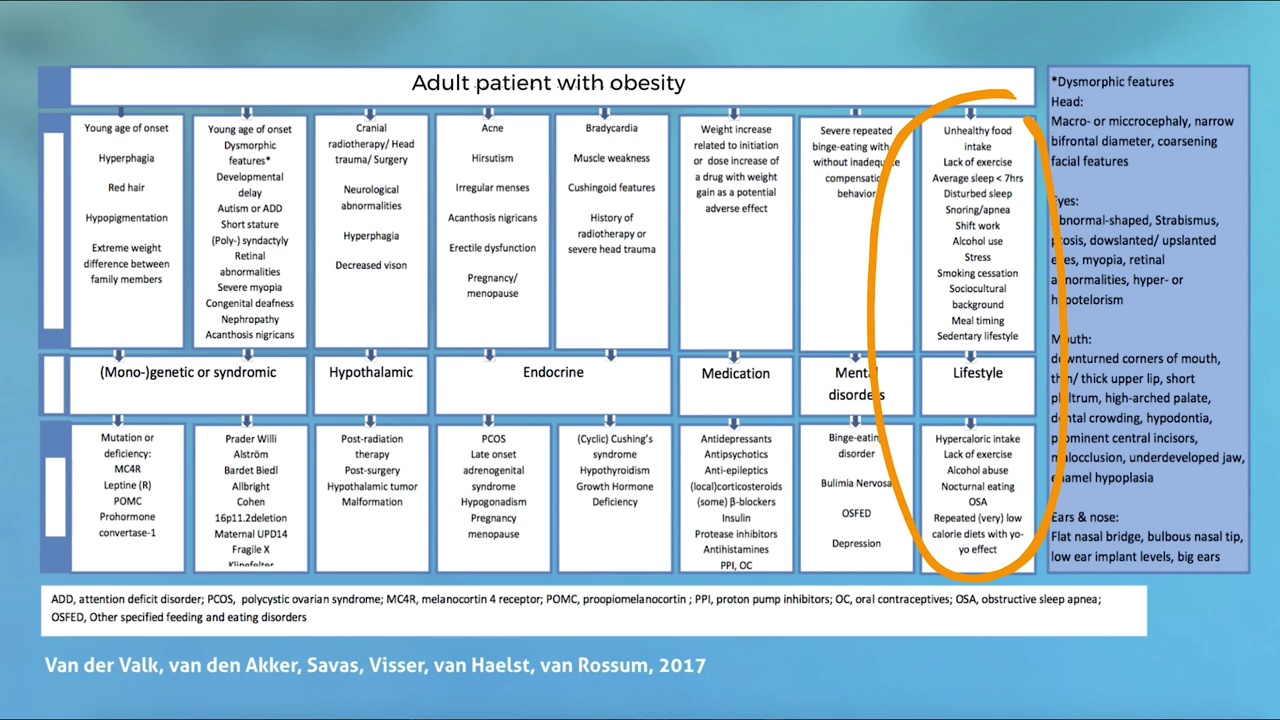 Adult patient with obesity
Young age of onset
Hyperphagia
Red hair
Hypopigmentation
Extreme weight
difference between
family members
Young age of onset
Dysmorphic
features*
Developmental
delay
Autism or ADD
Short stature
(Poly-) syndactyly
Retinal
abnormalities
Severe myopia
Congenital deafness
Nephropathy
Acanthosis nigricans
Cranial
radiotherapy/ Head
trauma/ Surgery
Neurological
abnormalities
Hyperphagia
Decreased vison
Acne
Hirsutism
Irregular menses
Acanthosis nigricans
Erectile dysfunction
Pregnancy/
menopause
Bradycardia
Muscle weakness
Cushingoid features
History of
radiotherapy or
severe head trauma
Weight increase
related to initiation
or dose increase of
a drug with weight
gain as a potential
adverse effect
Severe repeated
binge-eating with
without inadequate
compensatory
behavior
Unhealthy food
intake
Lack of exercise
Average sleep < 7hrs
Disturbed sleep
Snoring/apnea
Shift work
Alcohol use
Stress
Smoking cessation
Sociocultural
background
Meal timing
Sedentary lifestyle
(Mono-)genetic or syndromic
Hypothalamic
Endocrine
Medication
Mental
disorders
Lifestyle
Mutation or
deficiency:
MC4R
Leptine (R)
POMC
Prohormone
convertase-1
Prader Willi
Alström
Bardet Biedl
Allbright
Cohen
16p11.2deletion
Maternal UPD14
Fragile X
Klinefelter
Post-radiation
therapy
Post-surgery
Hypothalamic tumor
Malformation
PCOS
Late onset
adrenogenital
syndrome
Hypogonadism
Pregnancy
menopause
(Cyclic) Cushing's
syndrome
Hypothyroidism
Growth Hormone
Deficiency
Antidepressants
Antipsychotics
Anti-epileptics
(local)corticosteroids
(some) β-blockers
Insulin
Protease inhibitors
Antihistamines
PPI, OC
Binge-eating
disorder
Bulimia Nervosa
OSFED
Depression
Hypercaloric intake
Lack of exercise
Alcohol abuse
Nocturnal eating
OSA
Repeated (very) low
calorie diets with yo-
yo effect
*Dysmorphic features
Head:
Macro- or miccrocephaly, narrow
bifrontal diameter, coarsening
facial features
Eyes:
abnormal-shaped, Strabismus,
ptosis, dowslanted/ upslanted
eyes, myopia, retinal
abnormalities, hyper- or
hypotelorism
Mouth:
downturned corners of mouth,
thin/ thick upper lip, short
philtrum, high-arched palate,
dental crowding, hypodontia,
prominent central incisors,
malocclusion, underdeveloped jaw,
enamel hypoplasia
Ears & nose:
Flat nasal bridge, bulbous nasal tip,
low ear implant levels, big ears
ADD, attention deficit disorder; PCOS, polycystic ovarian syndrome; MC4R, melanocortin 4 receptor; POMC, proopiomelanocortin ; PPI, proton pump inhibitors; OC, oral contraceptives; OSA, obstructive sleep apnea;
OSFED, Other specified feeding and eating disorders
Van der Valk, van den Akker, Savas, Visser, van Haelst, van Rossum, 2017